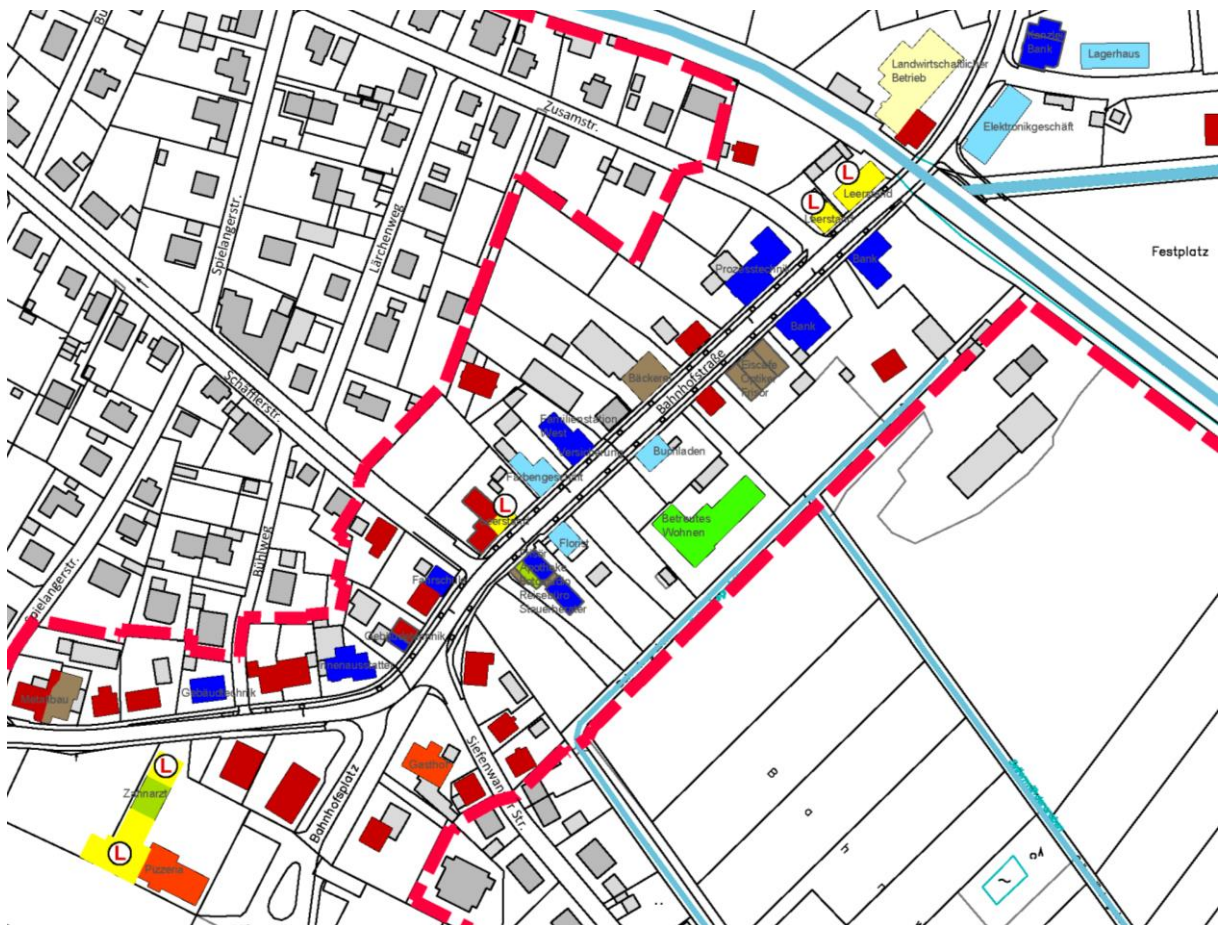 Kanzlei
Bank
Lagerhaus
Landwirtschaftlicher
Betrieb
Elektronikgeschäft
Zusamstr.
L
Leerstand
L
Leerstand
Festplatz
Spielangerstr.
Lärchenweg
Prozesstechnik
Bank
Bank
Schäfflerstr.
Bäckerei
Bahnhofstraße
Eiscafe
Optiker
Frisör
Familienstation
West
Versicherung
Buchladen
Farbengeschäft
L
Leerstand
Betreutes
Wohnen
Florist
Apotheke
Reisebüro
Steuerberater
Spielangerstr.
Bühlweg
Fahrschule
Gebäudetechnik
Gebäudtechnik
Metallbau
L
Zahnarzt
L
Pizzeria
Bahnhofsplatz
Gasthof
Siefenwanger Str.
B a h n